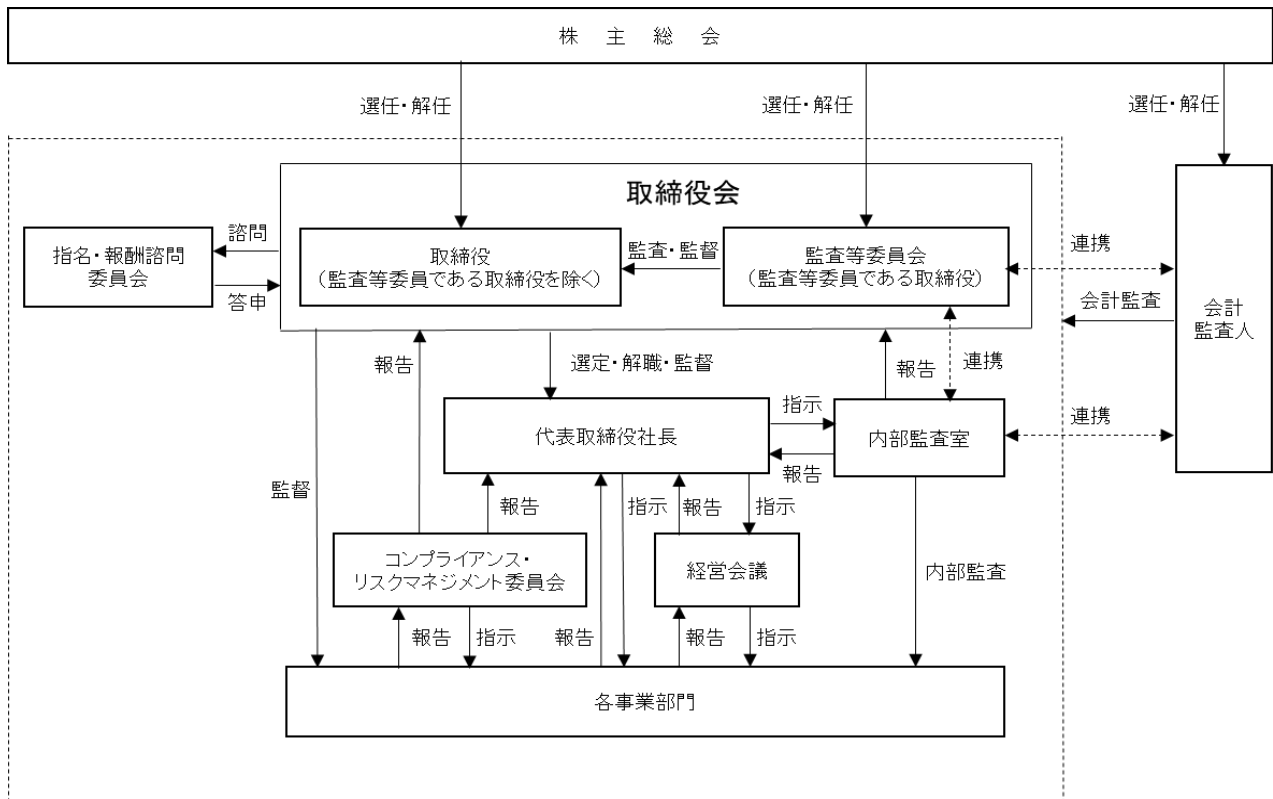 株 主 総 会
選任・解任
選任・解任
選任・解任
取締役会
指名・報酬諮問
委員会
諮問
答申
取締役
（監査等委員である取締役を除く）
監査・監督
監査等委員会
（監査等委員である取締役）
連携
会計監査
会計
監査人
報告
選定・解職・監督
報告
連携
代表取締役社長
指示
報告
内部監査室
連携
監督
報告
指示
報告
指示
コンプライアンス・
リスクマネジメント委員会
経営会議
内部監査
報告
指示
報告
報告
指示
各事業部門